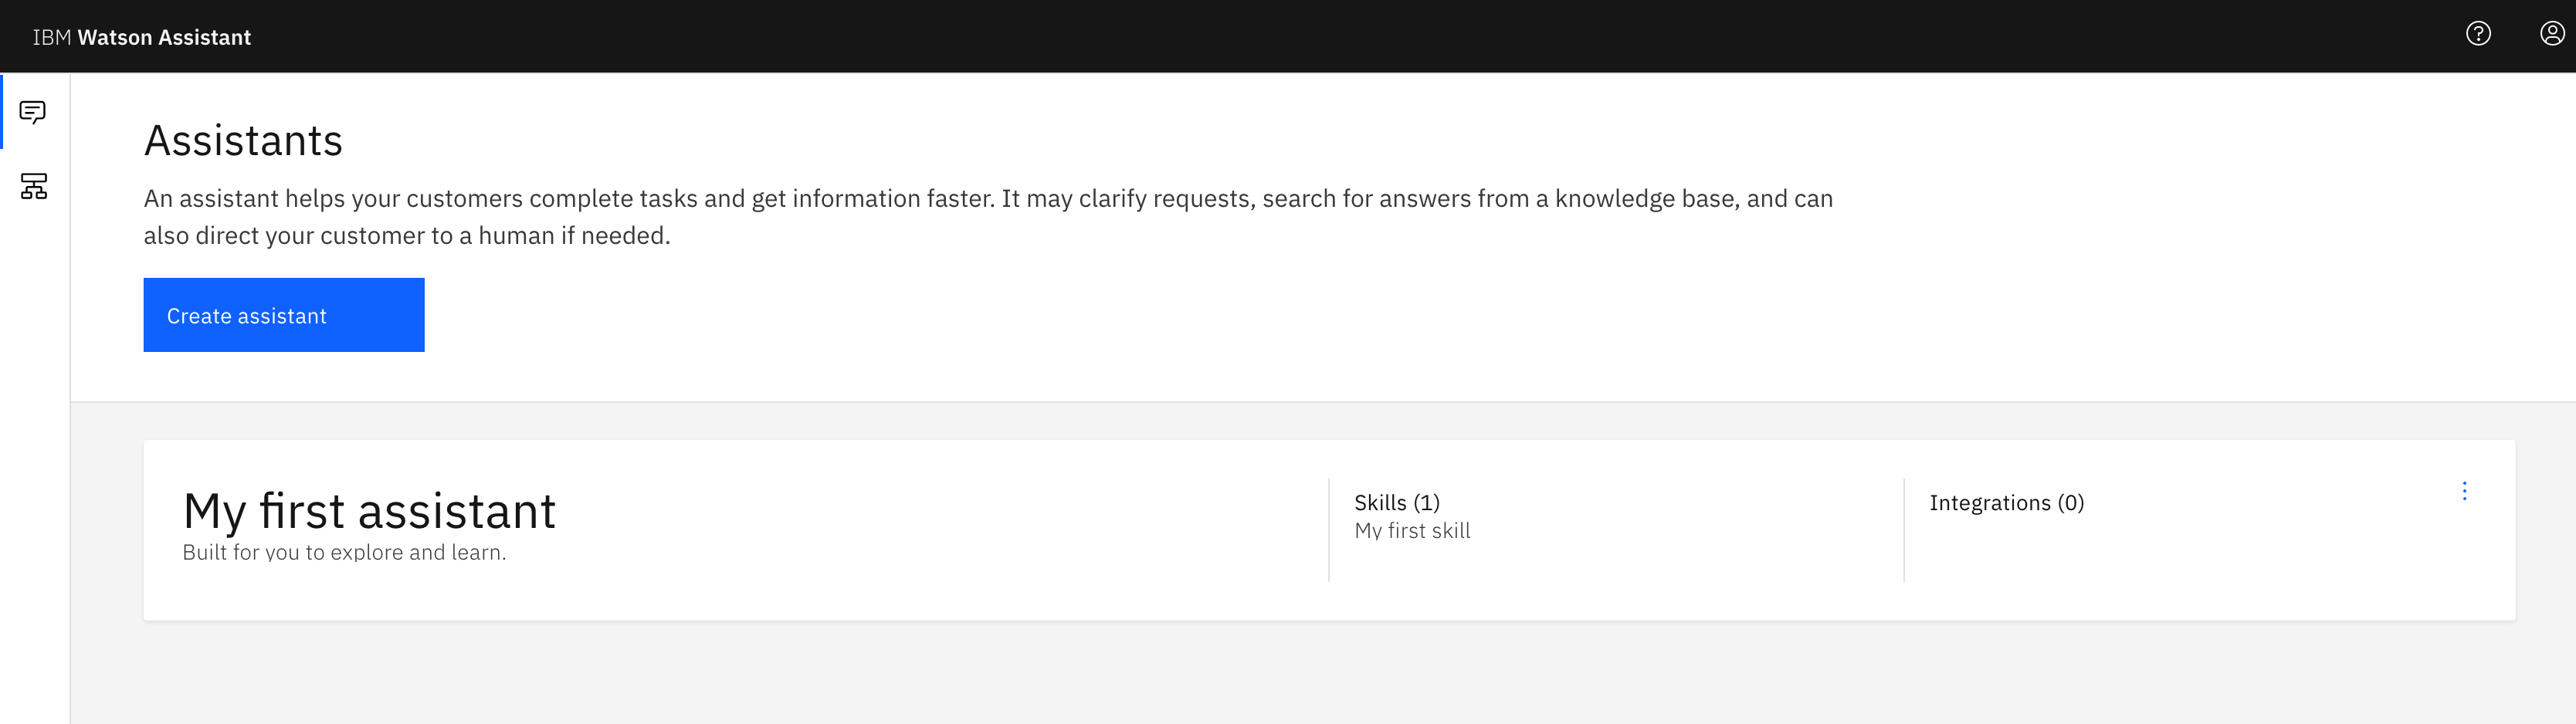 IBM Watson Assistant
Assistants
An assistant helps your customers complete tasks and get information faster. It may clarify requests, search for answers from a knowledge base, and can
also direct your customer to a human if needed.
Create assistant
My first assistant
Built for you to explore and learn.
Skills (1)
My first skill
Integrations (0)